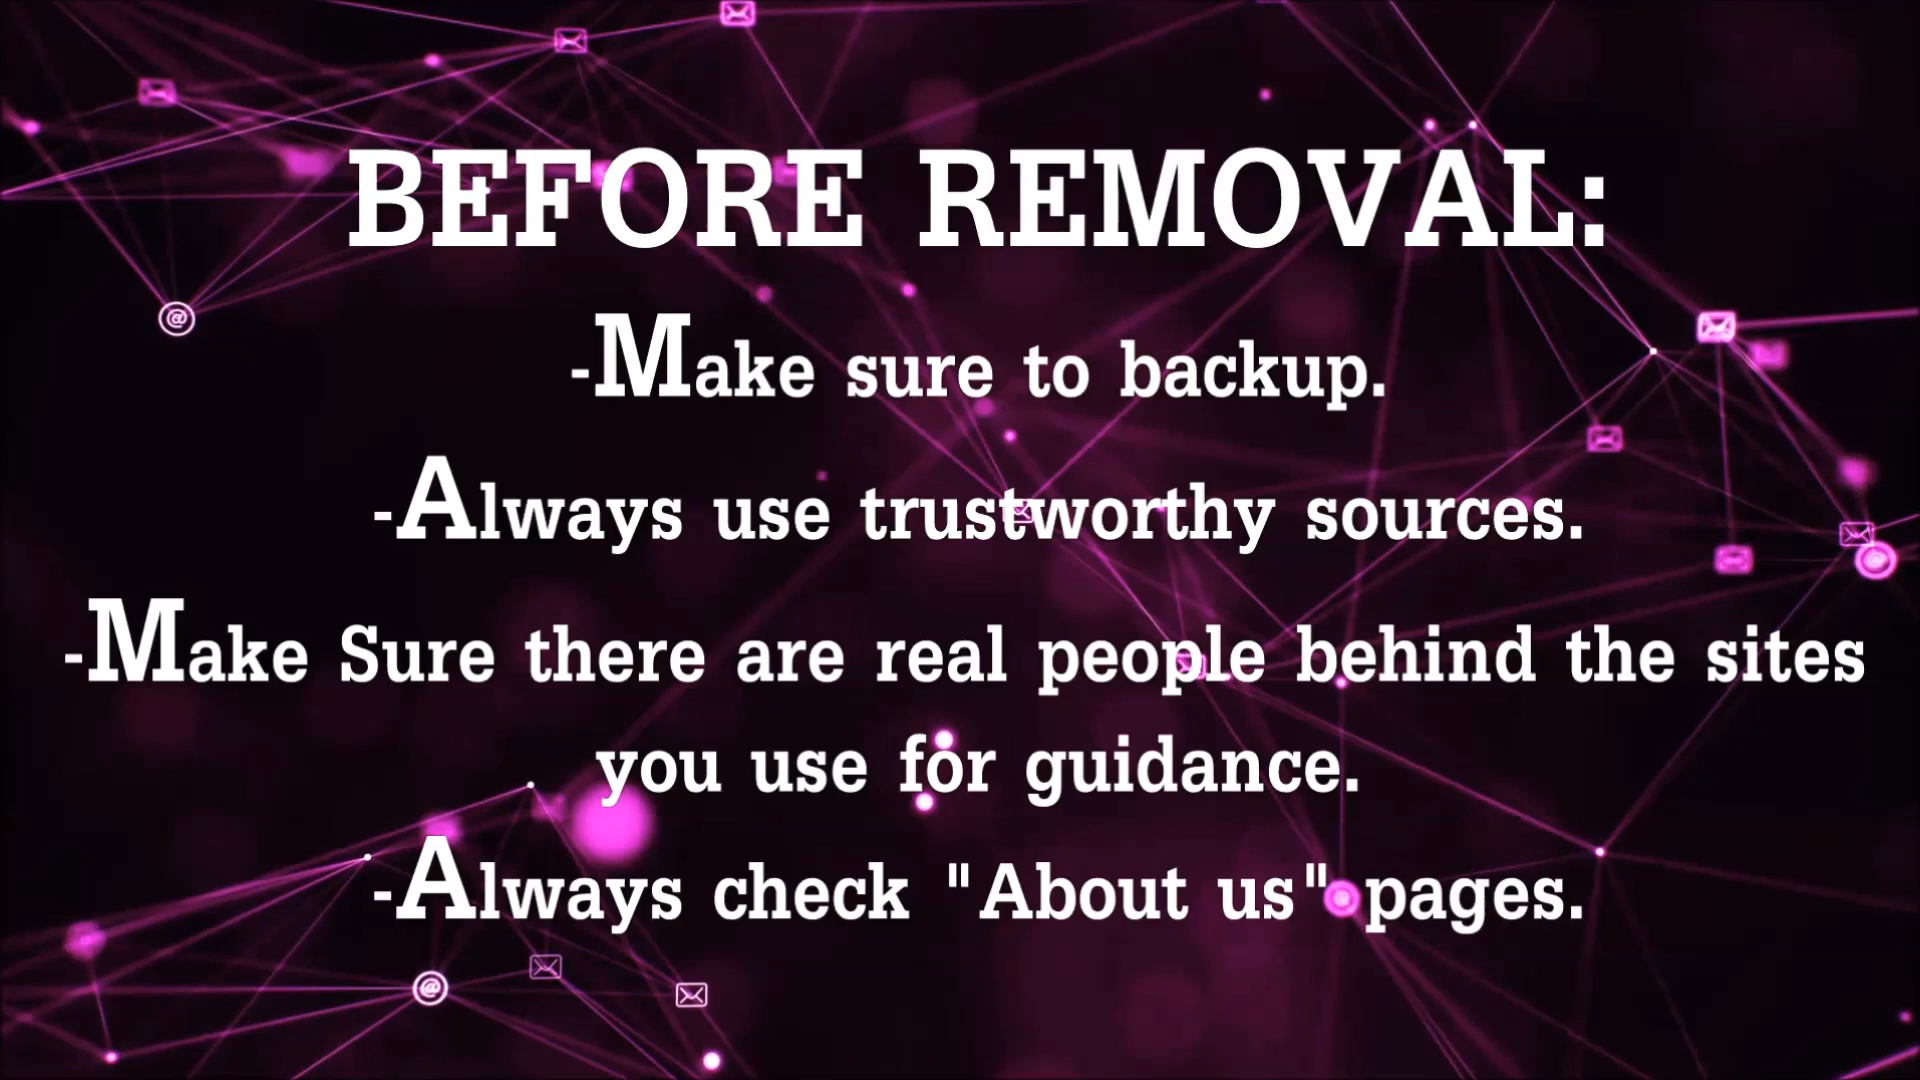 BEFORE REMOVAL:
-Make sure to backup.
-Always use trustworthy sources.
-Make Sure there are real people behind the sites
you use for guidance.
-Always check "About us" pages.